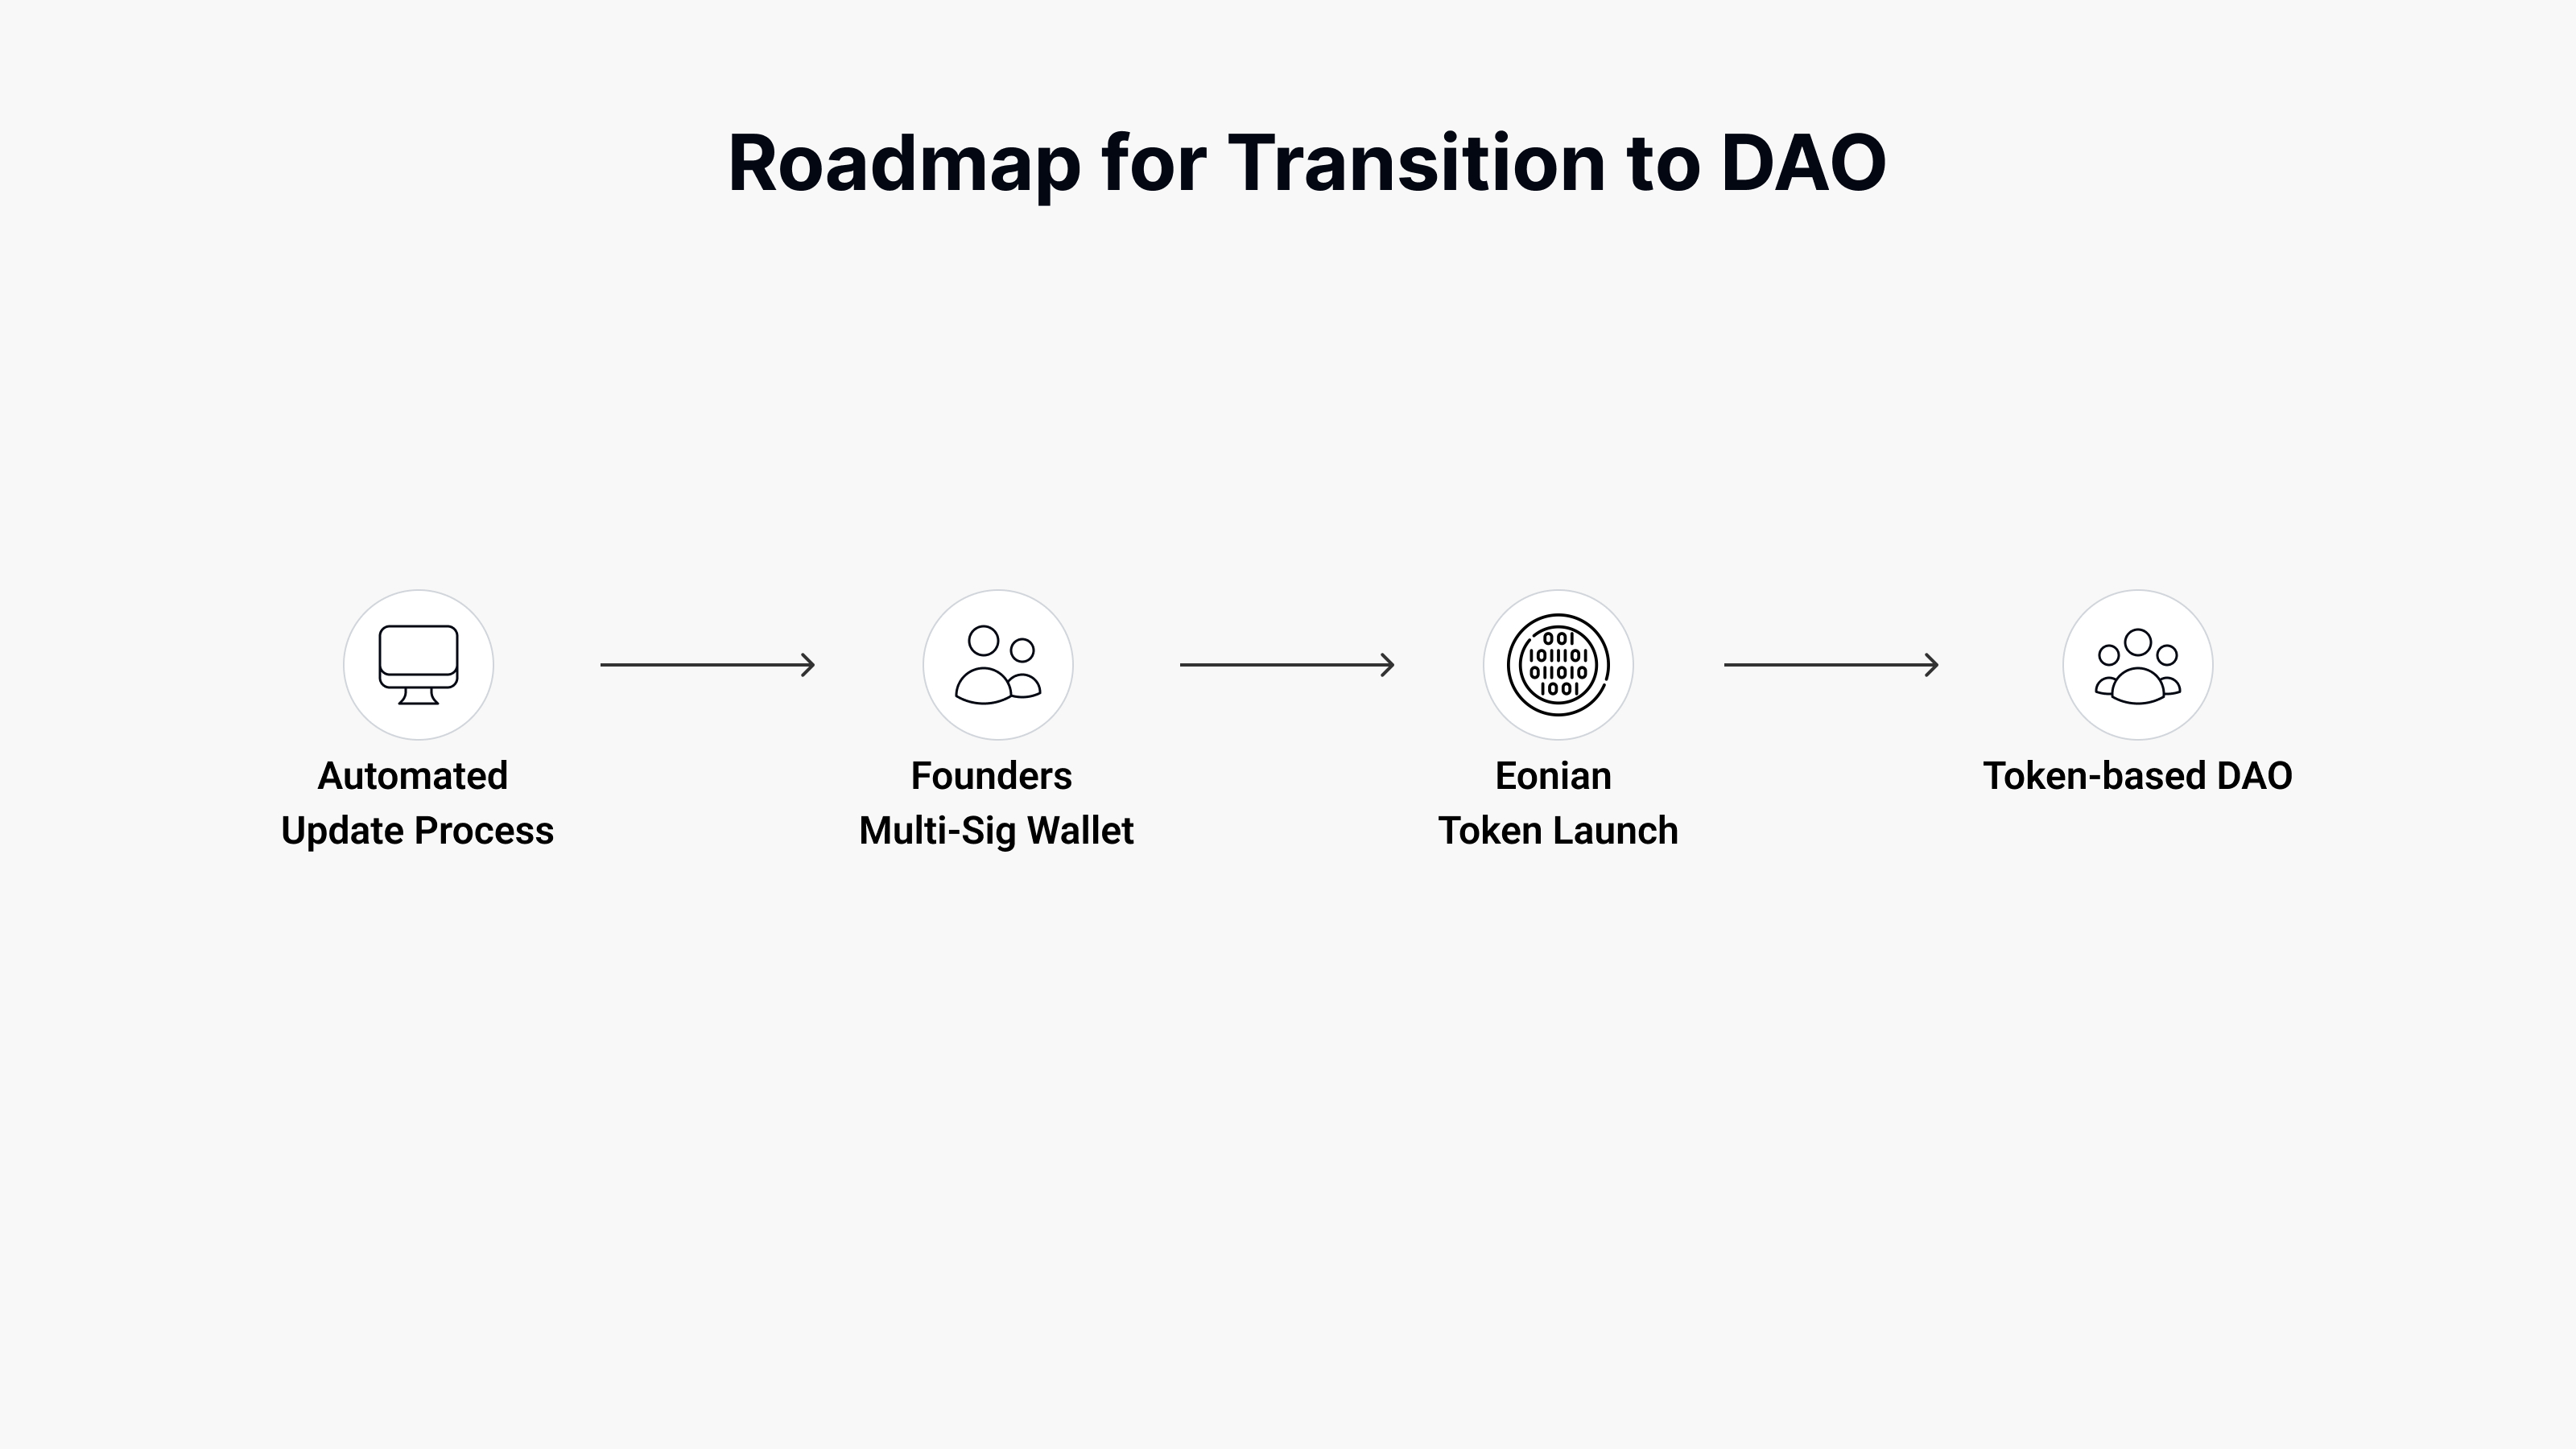 Roadmap for Transition to DAO
001
1011101
011010
1001
Automated
Update Process
Founders
Multi-Sig Wallet
Eonian
Token Launch
Token-based DAO